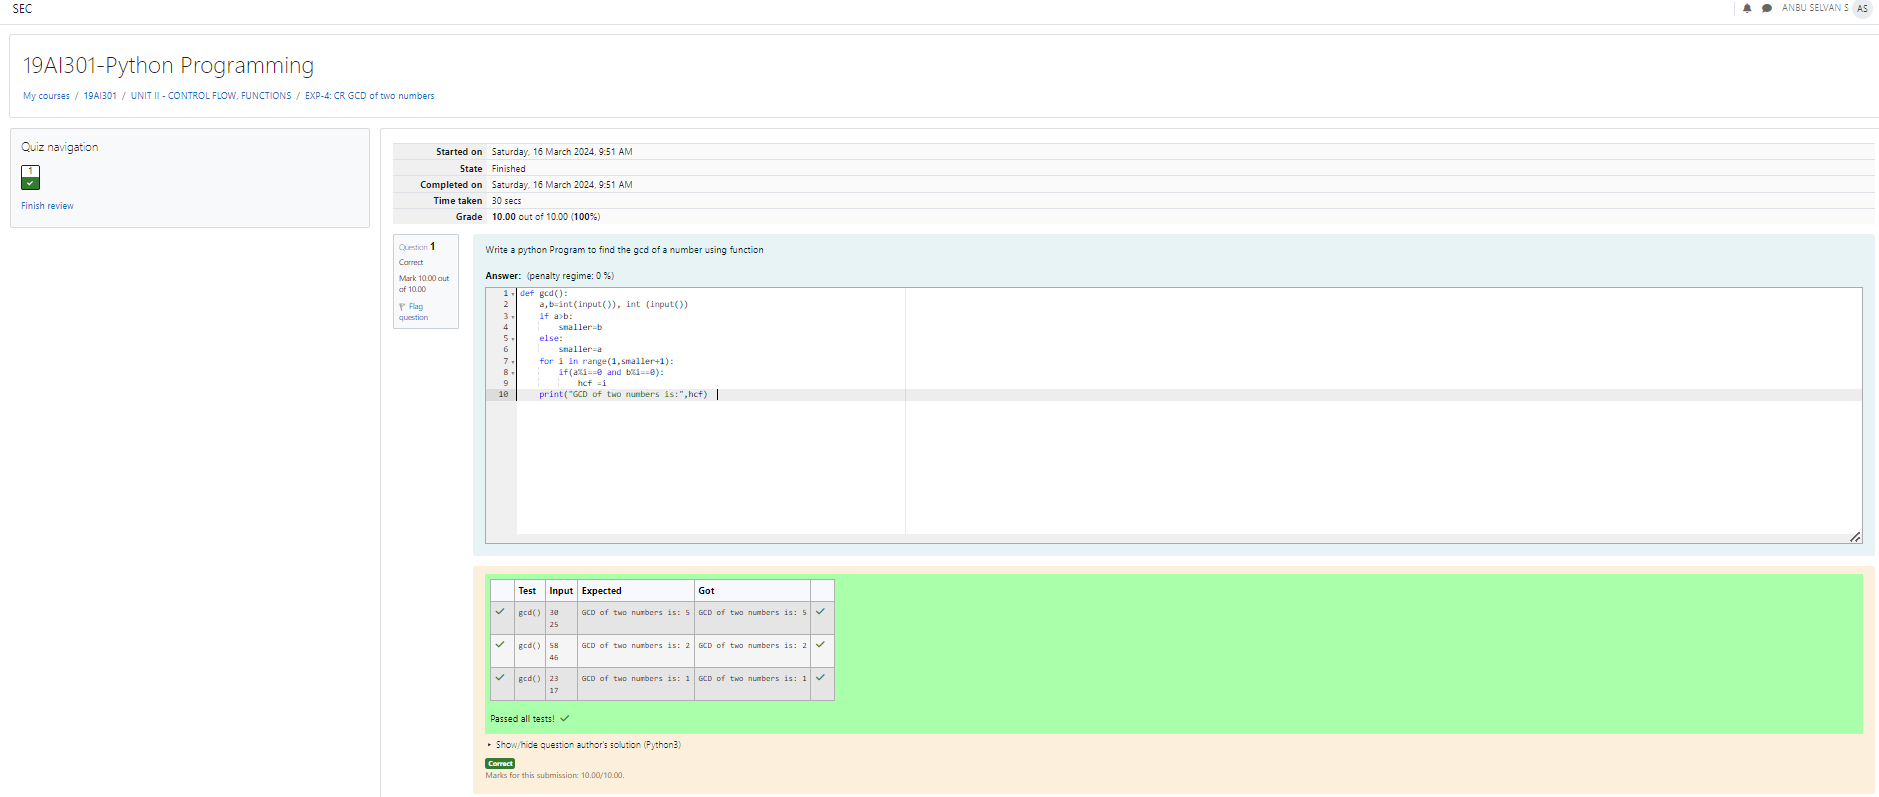 SEC
ANBU SELVAN S AS
19AI301-Python Programming
My courses / 19AI301 / UNIT II - CONTROL FLOW, FUNCTIONS / EXP-4: CR GCD of two numbers
Quiz navigation
1
Finish review
Started on Saturday, 16 March 2024, 9:51 AM
State Finished
Completed on Saturday, 16 March 2024, 9:51 AM
Time taken 30 secs
Grade 10.00 out of 10.00 (100%)
Question 1
Correct
Mark 10.00 out
of 10.00
Flag
question
Write a python Program to find the gcd of a number using function
Answer: (penalty regime: 0 %)
1 def gcd():
2     a,b=int(input()), int (input())
3     if a>b:
4         smaller=b
5     else:
6         smaller=a
7     for i in range(1,smaller+1):
8         if(a%i==0 and b%i==0):
9             hcf =i
10     print("GCD of two numbers is:",hcf)
Test Input Expected Got
gcd() 30 GCD of two numbers is: 5 GCD of two numbers is: 5
25
gcd() 58 GCD of two numbers is: 2 GCD of two numbers is: 2
46
gcd() 23 GCD of two numbers is: 1 GCD of two numbers is: 1
17
Passed all tests!
Show/hide question author's solution (Python3)
Correct
Marks for this submission: 10.00/10.00.